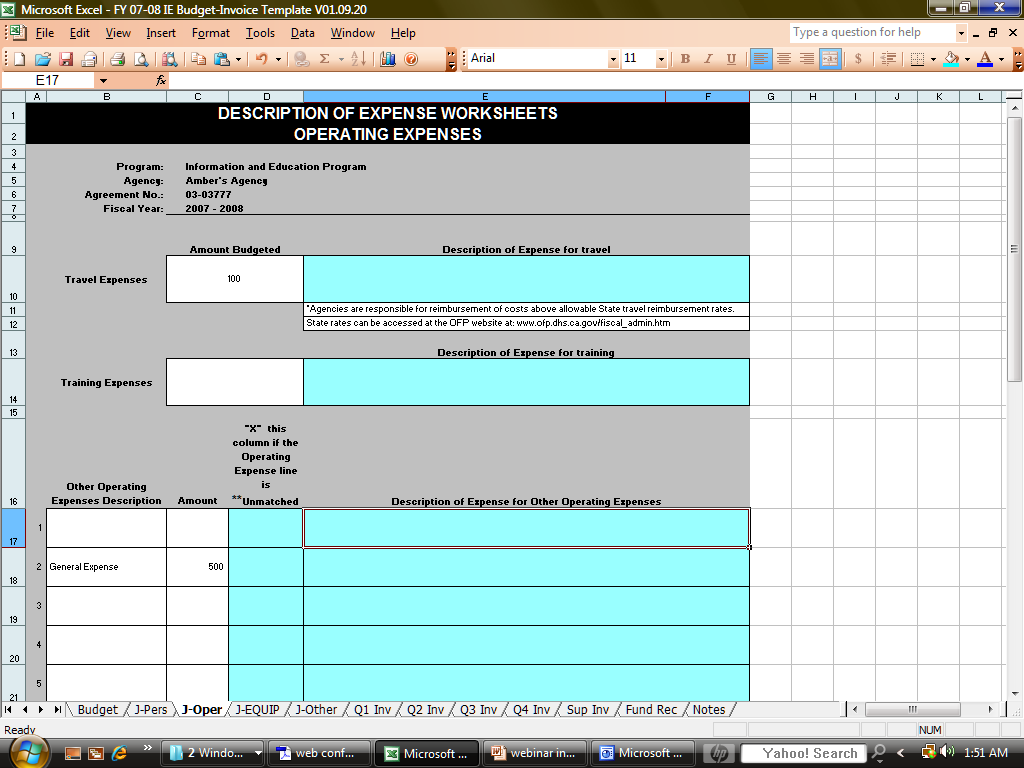 Microsoft Excel - FY 07-08 IE Budget-Invoice Template V01.09.20
File Edit View Insert Format Tools Data Window Help
Type a question for help
Arial 11 B I U $ A
E17 fx
A B C D E F G H I J K L
1 DESCRIPTION OF EXPENSE WORKSHEETS
2 OPERATING EXPENSES
3
4 Program: Information and Education Program
5 Agency: Amber's Agency
6 Agreement No.: 03-03777
7 Fiscal Year: 2007 - 2008
8
9 Amount Budgeted Description of Expense for travel
10 Travel Expenses 100
11 *Agencies are responsible for reimbursement of costs above allowable State travel reimbursement rates.
12 State rates can be accessed at the OFP website at: www.ofp.dhs.ca.gov/fiscal_admin.htm
13 Description of Expense for training
14 Training Expenses
15
"X" this
column if the
Operating
Expense line
is
Other Operating
16 Expenses Description Amount **Unmatched Description of Expense for Other Operating Expenses
17 1
18 2 General Expense 500
19 3
20 4
21 5
Budget J-Pers J-Oper J-EQUIP J-Other Q1 Inv Q2 Inv Q3 Inv Q4 Inv Sup Inv Fund Rec Notes
Ready NUM
2 Windo... web conf... Microsoft ... webinar in... Microsoft ... hp Yahoo! Search 1:51 AM